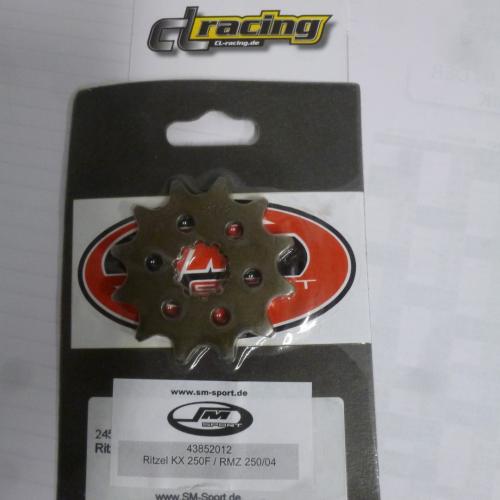 cl racing
CL-racing.de
www.sm-sport.de
SM
SPORT
245
43852012
Ritzel KX 250F / RMZ 250/04
www.SM-Sport.de